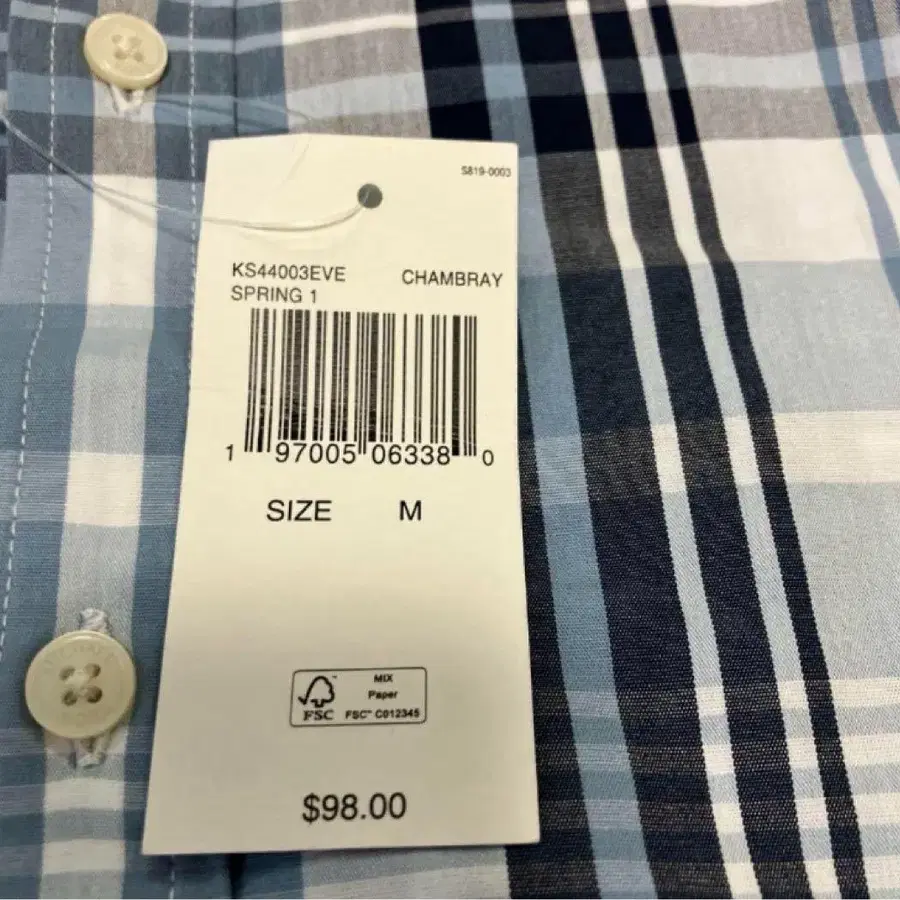 S819-0003
KS44003EVE CHAMBRAY
SPRING 1
1 97005 06338 0
SIZE M
MIX
Paper
FSC™ C012345
FSC
$98.00